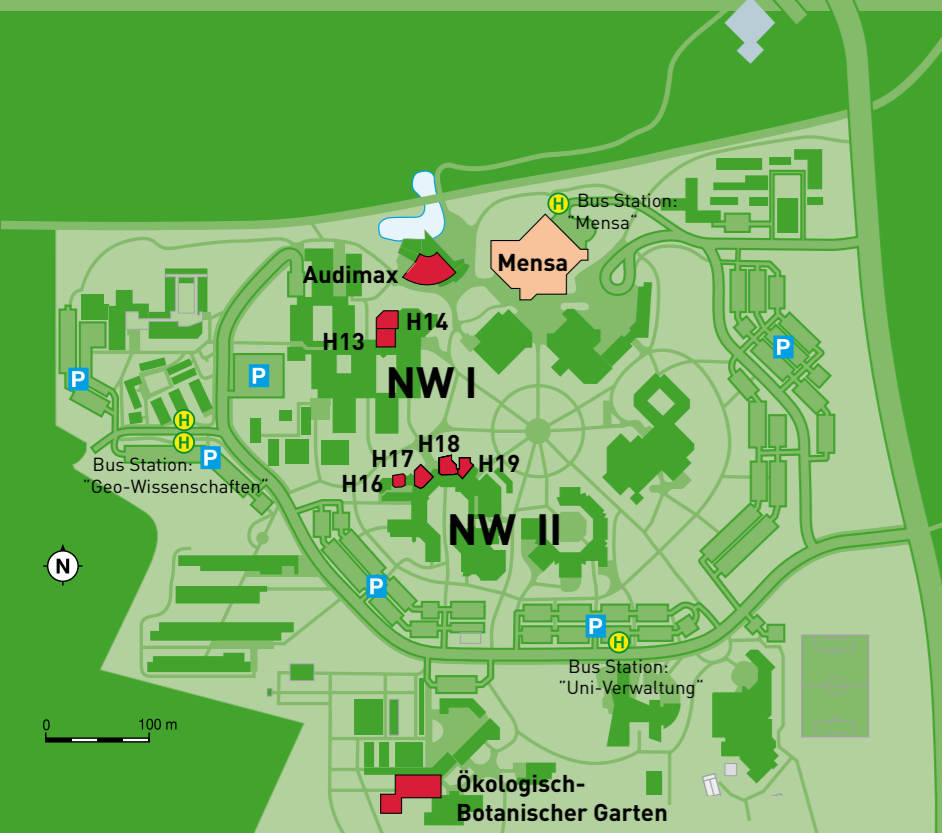 H
Bus Station:
"Mensa"
Mensa
Audimax
H14
H13
P
P
P
NW I
H
H
H18
H17
H19
H16
P
Bus Station:
"Geo-Wissenschaften"
NW II
N
P
P
H
Bus Station:
"Uni-Verwaltung"
0
100 m
Ökologisch-
Botanischer Garten